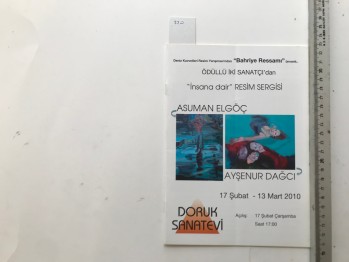 "Bahriye Ressamı"
ÖDÜLLÜ İKİ SANATÇI'dan
"İnsana dair" RESİM SERGİSİ
ASUMAN ELGÖÇ
AYŞENUR DAĞCI
17 Şubat - 13 Mart 2010
DORUK
SANATEVİ
Açılış : 17 Şubat Çarşamba
Saat 17:00